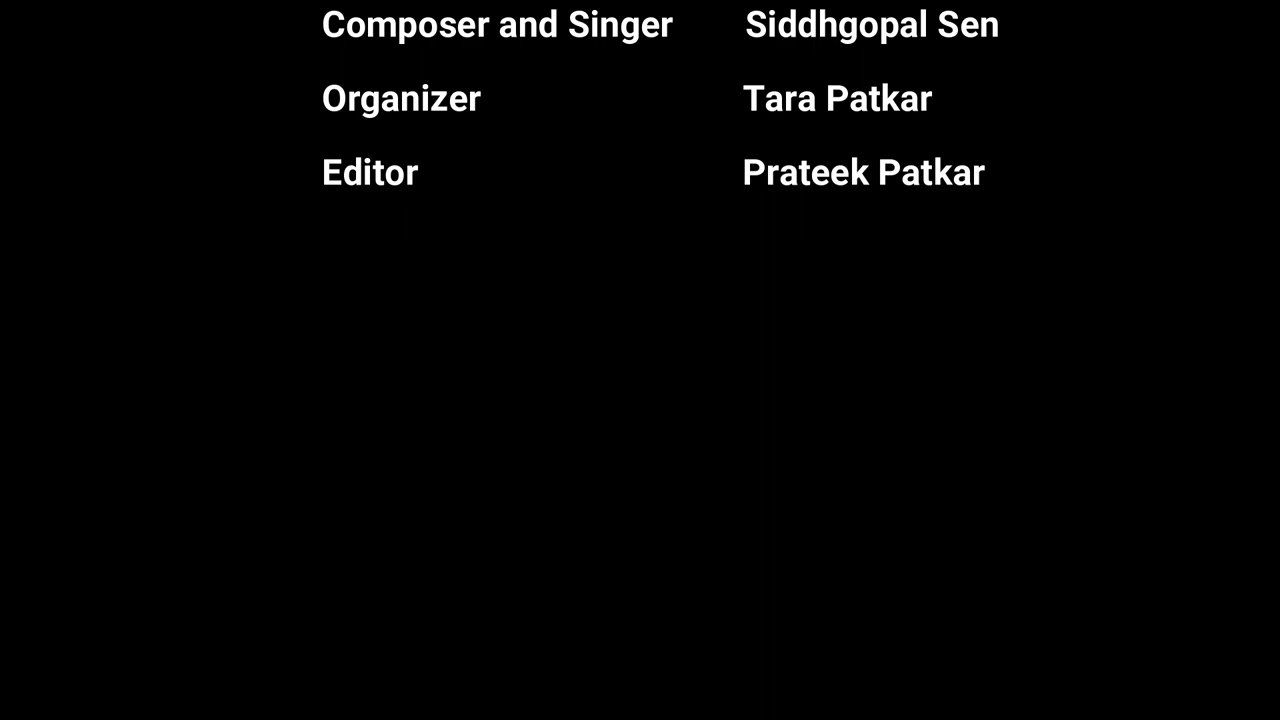 Composer and Singer Siddhgopal Sen
Organizer Tara Patkar
Editor Prateek Patkar